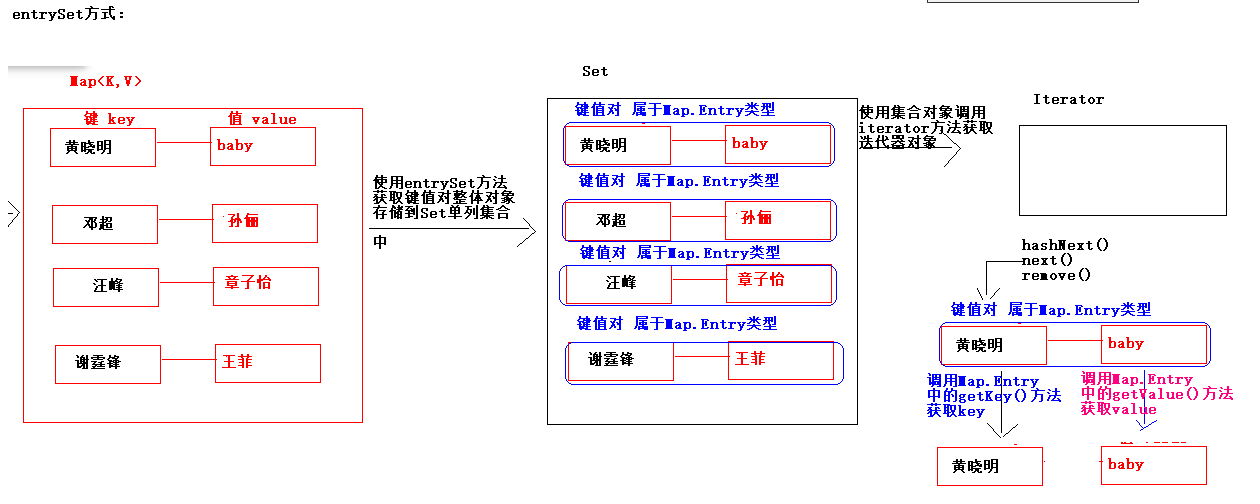 entrySet方式：
Map<K,V>
键 key
值 value
黄晓明
baby
邓超
孙俪
汪峰
章子怡
谢霆锋
王菲
使用entrySet方法
获取键值对整体对象
存储到Set单列集合
中
Set
键值对 属于Map.Entry类型
黄晓明
baby
键值对 属于Map.Entry类型
邓超
孙俪
键值对 属于Map.Entry类型
汪峰
章子怡
键值对 属于Map.Entry类型
谢霆锋
王菲
使用集合对象调用
iterator方法获取
迭代器对象
Iterator
hashNext()
next()
remove()
键值对 属于Map.Entry类型
黄晓明
baby
调用Map.Entry
中的getKey()方法
获取key
调用Map.Entry
中的getValue()方法
获取value
黄晓明
baby